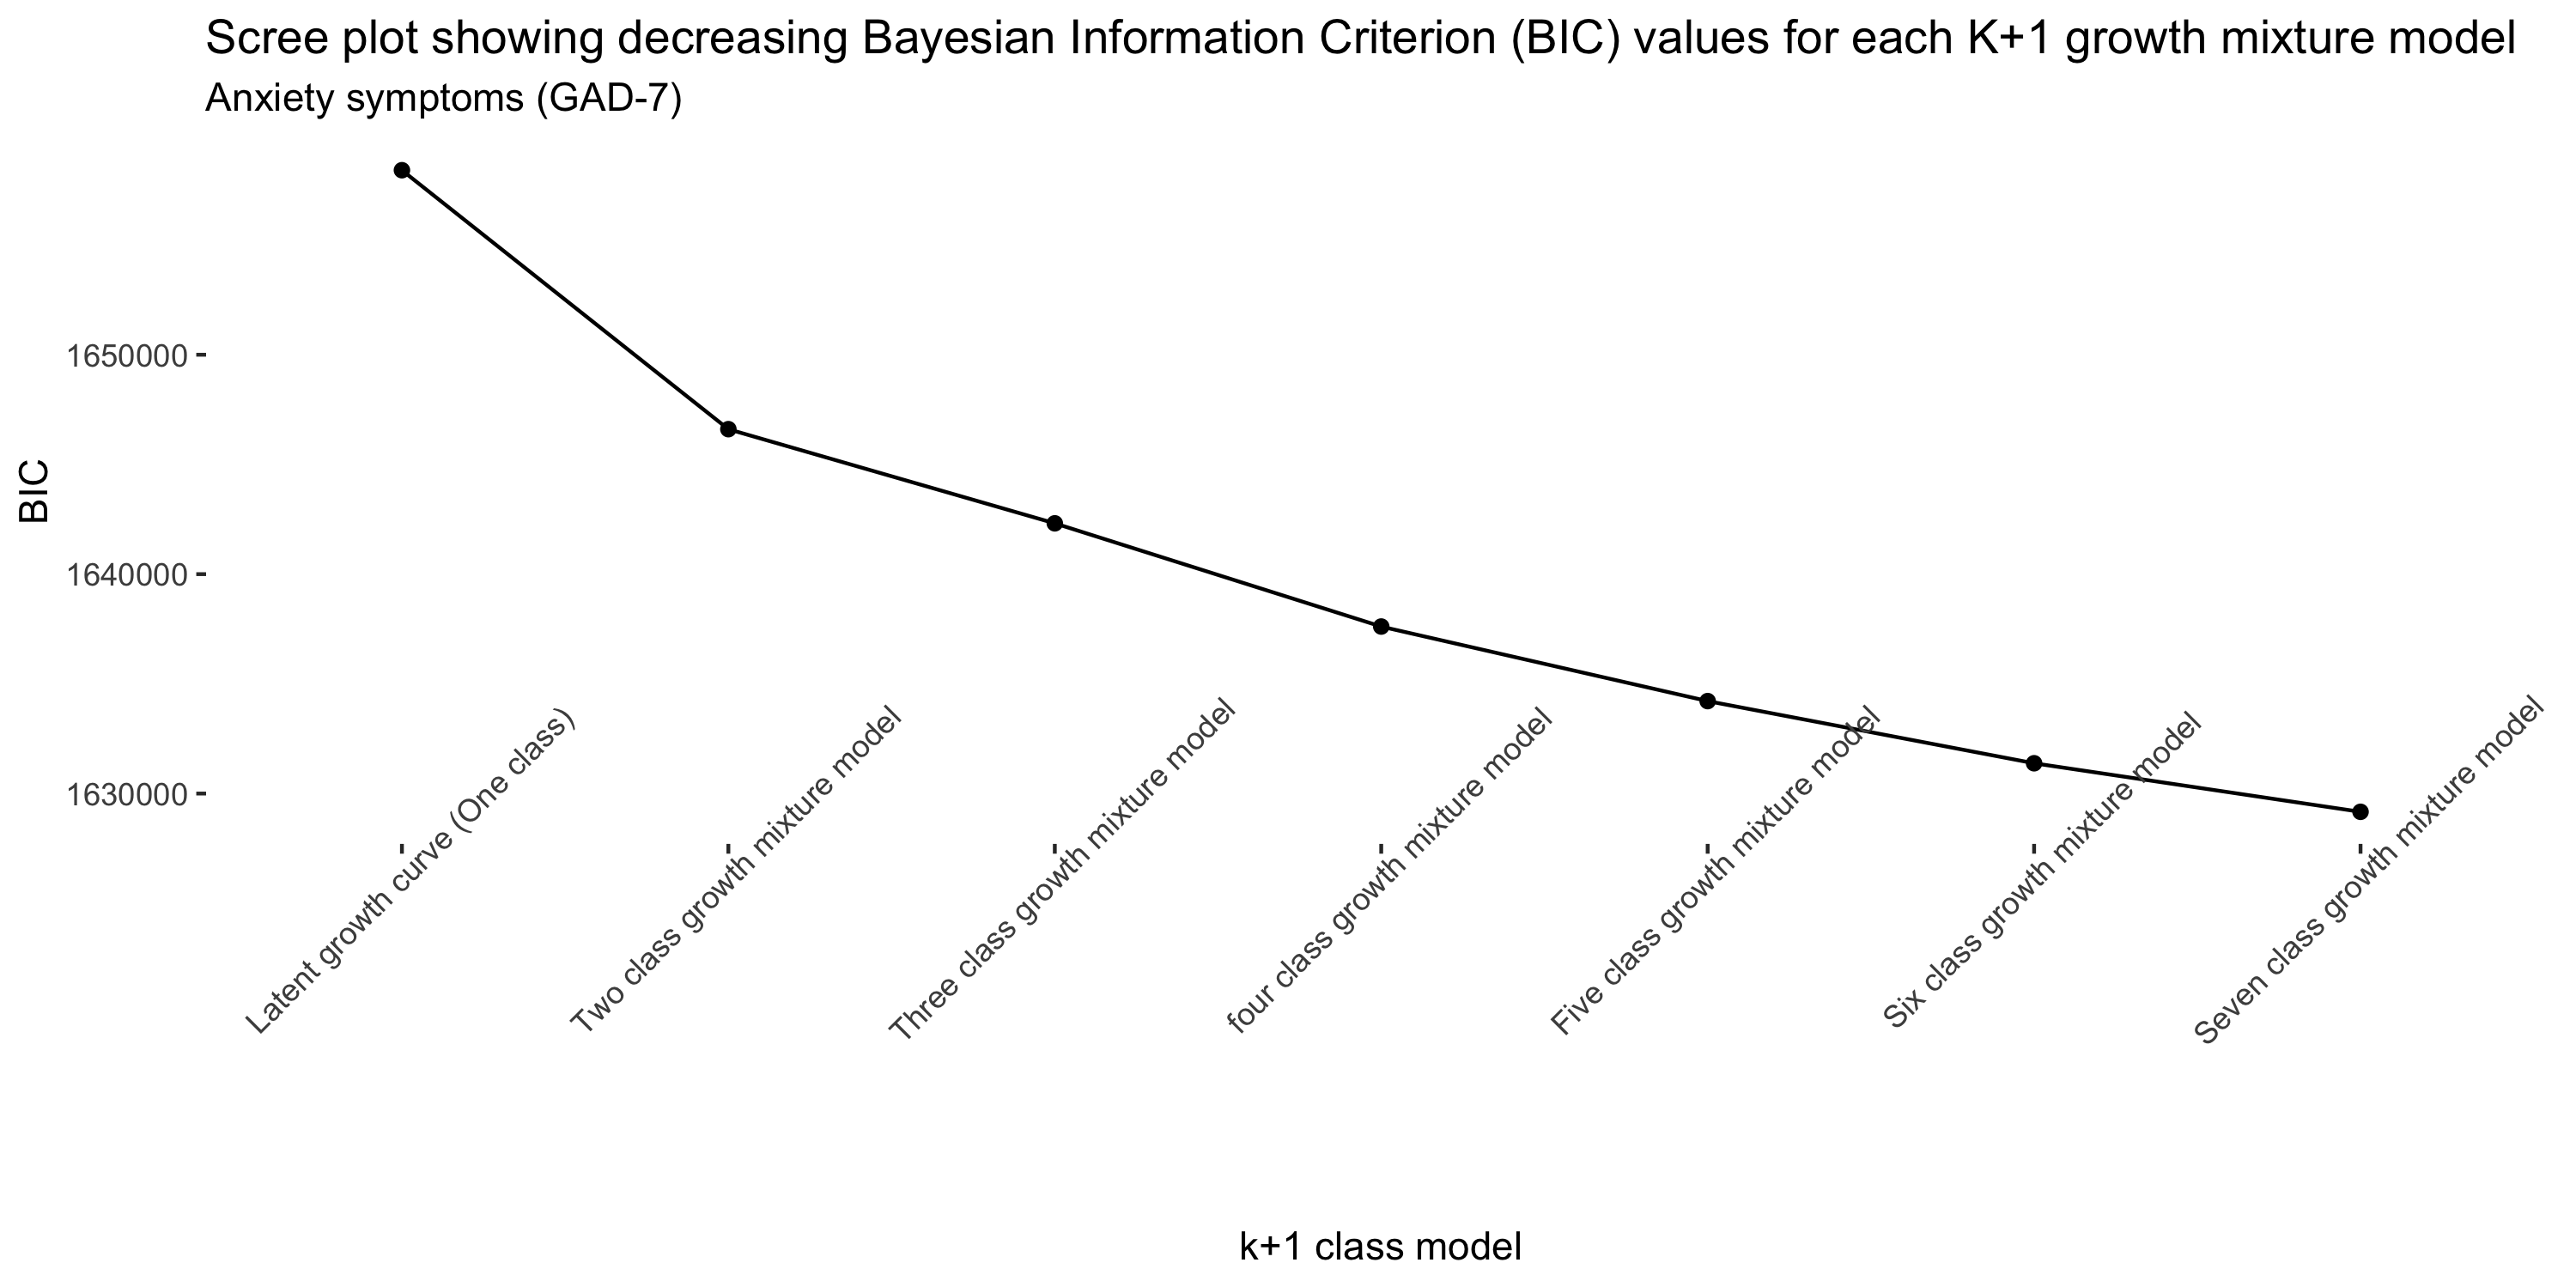 Scree plot showing decreasing Bayesian Information Criterion (BIC) values for each K+1 growth mixture model
Anxiety symptoms (GAD-7)
BIC
1650000
1640000
1630000
Latent growth curve (One class)
Two class growth mixture model
Three class growth mixture model
four class growth mixture model
Five class growth mixture model
Six class growth mixture model
Seven class growth mixture model
k+1 class model